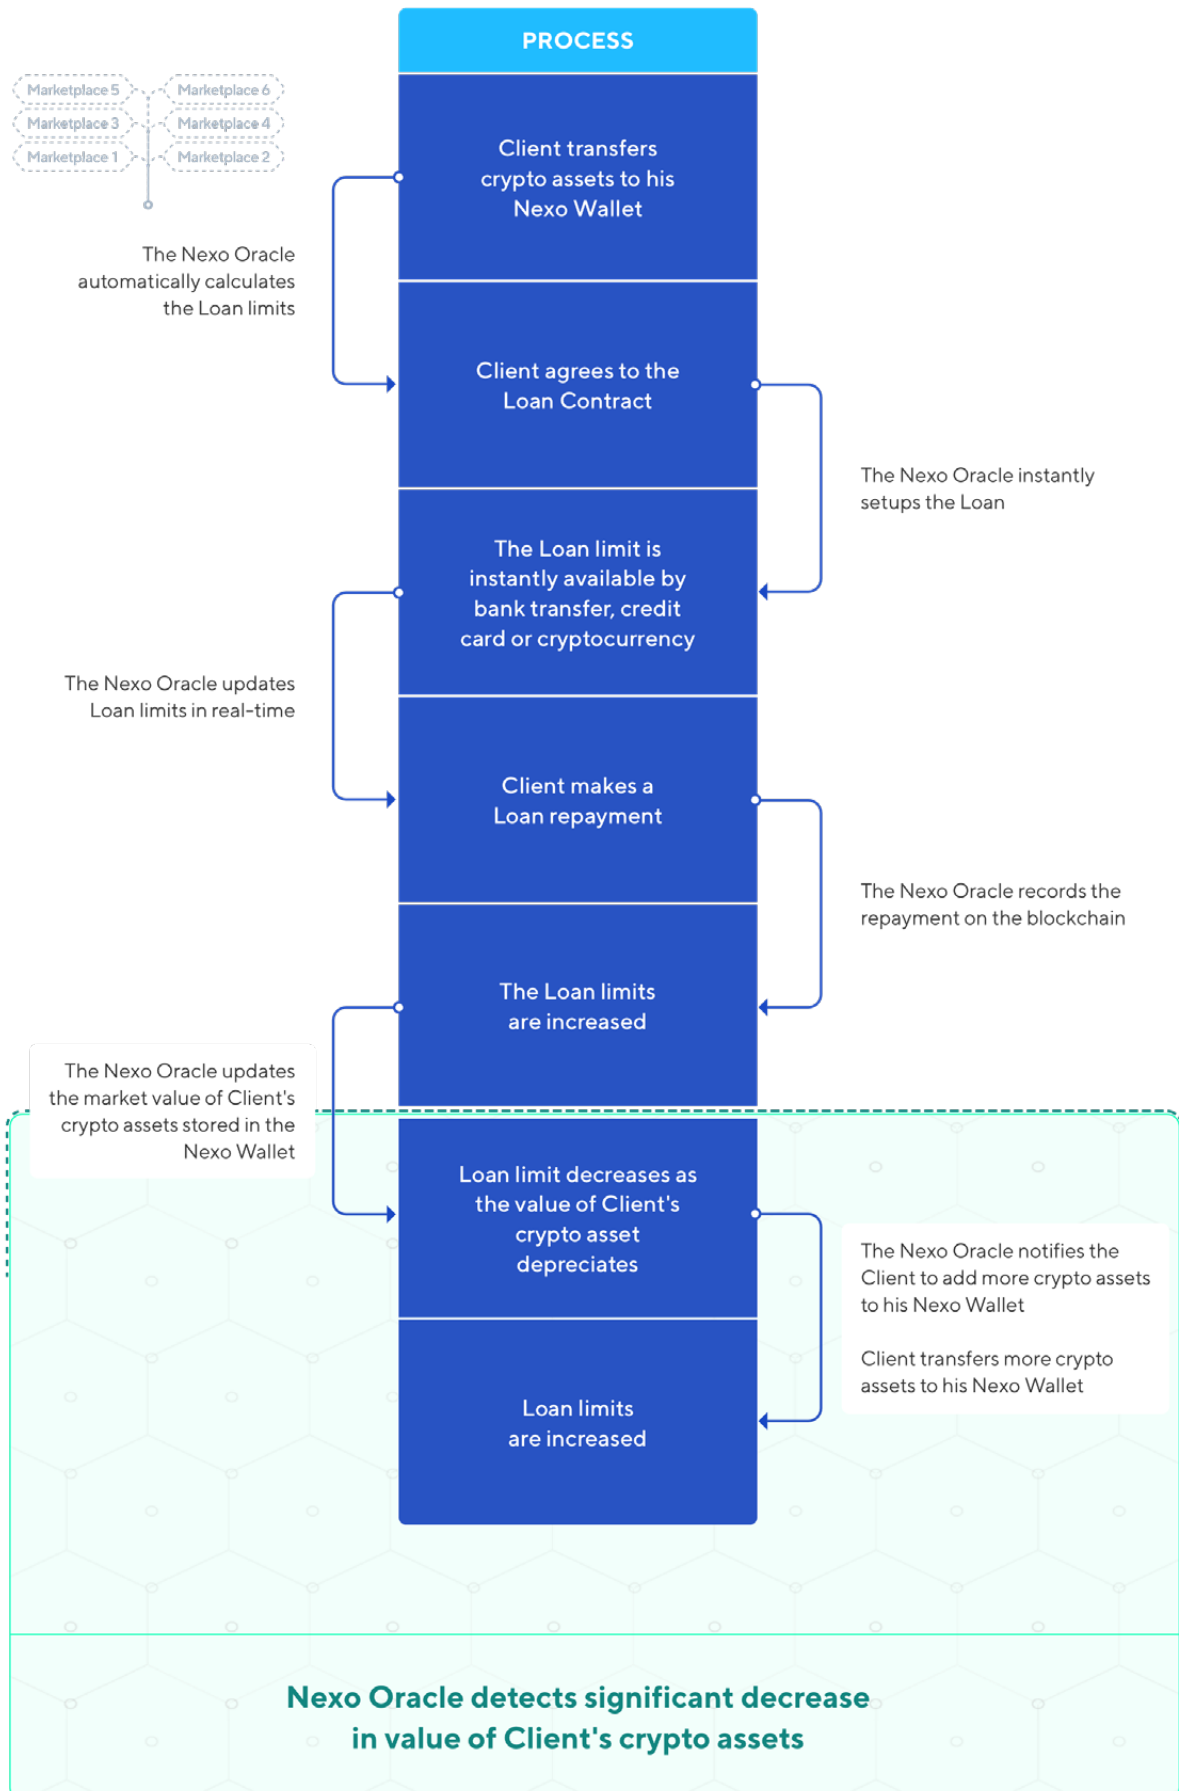 PROCESS
Marketplace 5
Marketplace 6
Marketplace 3
Marketplace 4
Marketplace 1
Marketplace 2
Client transfers
crypto assets to his
Nexo Wallet
The Nexo Oracle
automatically calculates
the Loan limits
Client agrees to the
Loan Contract
The Nexo Oracle instantly
setups the Loan
The Loan limit is
instantly available by
bank transfer, credit
card or cryptocurrency
The Nexo Oracle updates
Loan limits in real-time
Client makes a
Loan repayment
The Nexo Oracle records the
repayment on the blockchain
The Loan limits
are increased
The Nexo Oracle updates
the market value of Client's
crypto assets stored in the
Nexo Wallet
Loan limit decreases as
the value of Client's
crypto asset
depreciates
The Nexo Oracle notifies the
Client to add more crypto assets
to his Nexo Wallet
Client transfers more crypto
assets to his Nexo Wallet
Loan limits
are increased
Nexo Oracle detects significant decrease
in value of Client's crypto assets